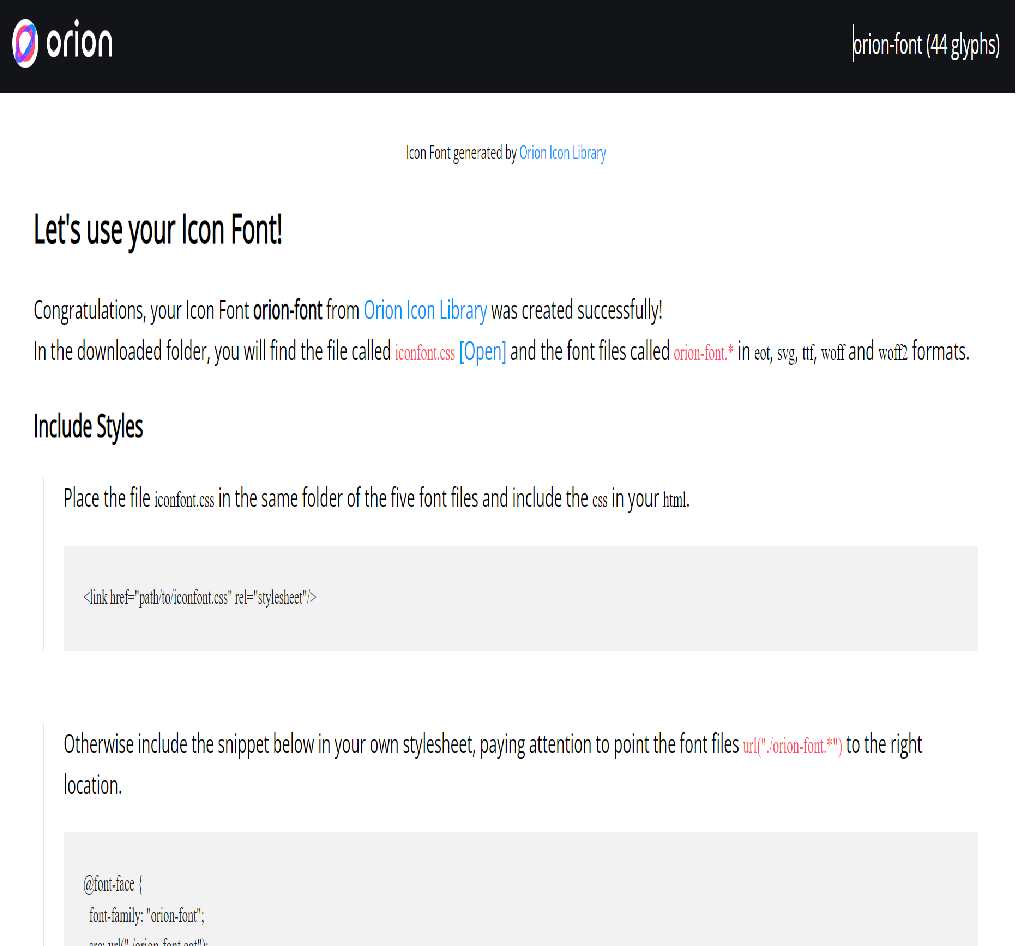 orion
orion-font (44 glyphs)
Icon Font generated by Orion Icon Library
Let's use your Icon Font!
Congratulations, your Icon Font orion-font from Orion Icon Library was created successfully!
In the downloaded folder, you will find the file called iconfont.css [Open] and the font files called orion-font.* in eot, svg, ttf, woff and woff2 formats.
Include Styles
Place the file iconfont.css in the same folder of the five font files and include the css in your html.
<link href="path/to/iconfont.css" rel="stylesheet"/>
Otherwise include the snippet below in your own stylesheet, paying attention to point the font files url("./orion-font.*") to the right
location.
@font-face {
font-family: "orion-font";
src: url("./orion-font.eot");